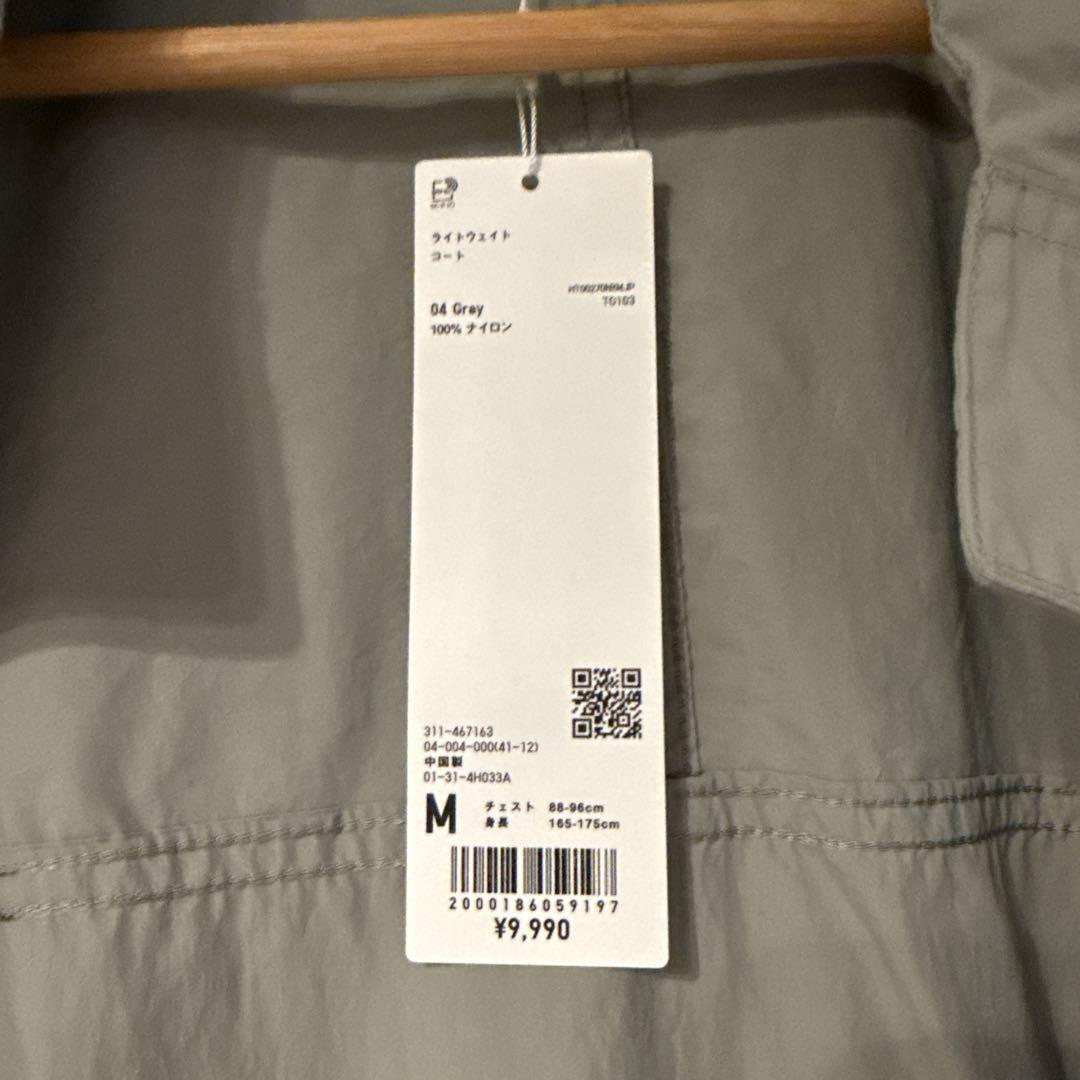 ライトウェイト
コート
04 Gray
TG103
100% ナイロン
311-467163
04-004-000(41-12)
中国製
01-31-4H033A
M チェスト 88-96cm
身長 165-175cm
2000186059197
¥9,990